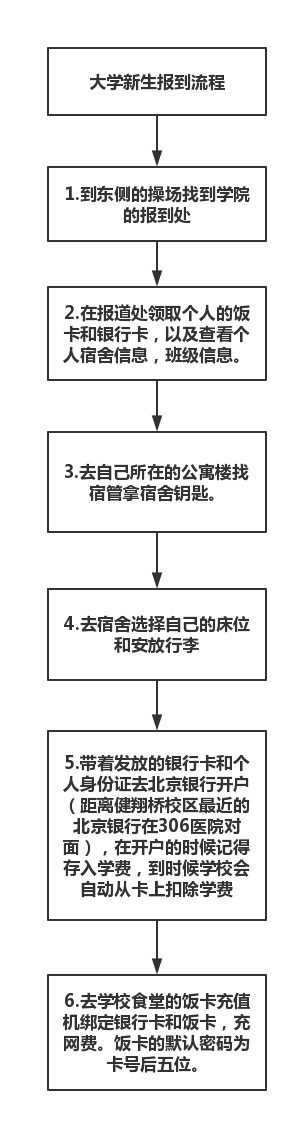 大学新生报到流程
1.到东侧的操场找到学院
的报到处
2.在报道处领取个人的饭
卡和银行卡，以及查看个
人宿舍信息，班级信息。
3.去自己所在的公寓楼找
宿管拿宿舍钥匙。
4.去宿舍选择自己的床位
和安放行李
5.带着发放的银行卡和个
人身份证去北京银行开户
（距离健翔桥校区最近的
北京银行在306医院对
面），在开户的时候记得
存入学费，到时候学校会
自动从卡上扣除学费
6.去学校食堂的饭卡充值
机绑定银行卡和饭卡，充
网费。饭卡的默认密码为
卡号后五位。